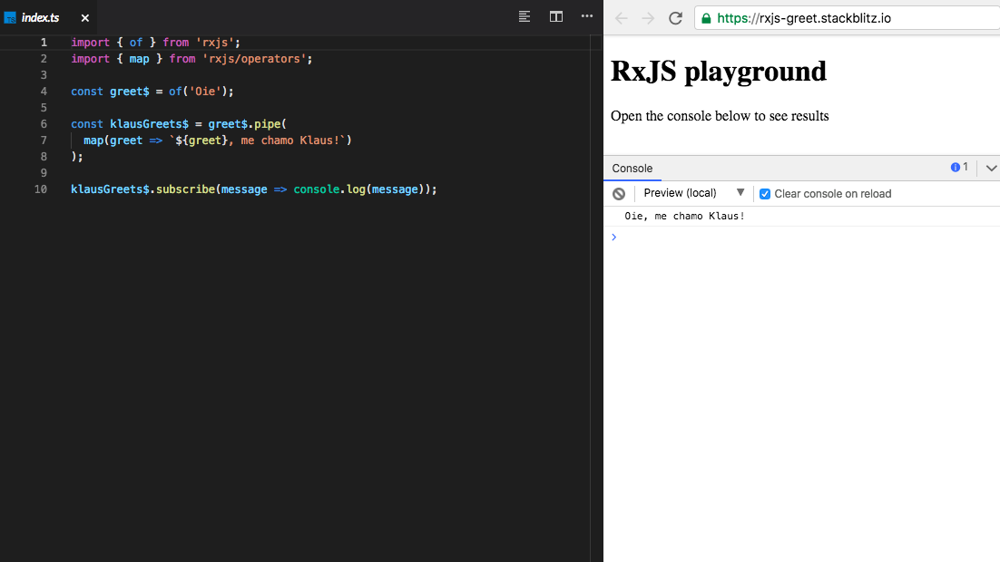 index.ts
1 import { of } from 'rxjs';
2 import { map } from 'rxjs/operators';
3
4 const greet$ = of('Oie');
5
6 const klausGreets$ = greet$.pipe(
7 map(greet => `${greet}, me chamo Klaus!`)
8 );
9
10 klausGreets$.subscribe(message => console.log(message));
https://rxjs-greet.stackblitz.io
RxJS playground
Open the console below to see results
Console 1
Preview (local) Clear console on reload
Oie, me chamo Klaus!